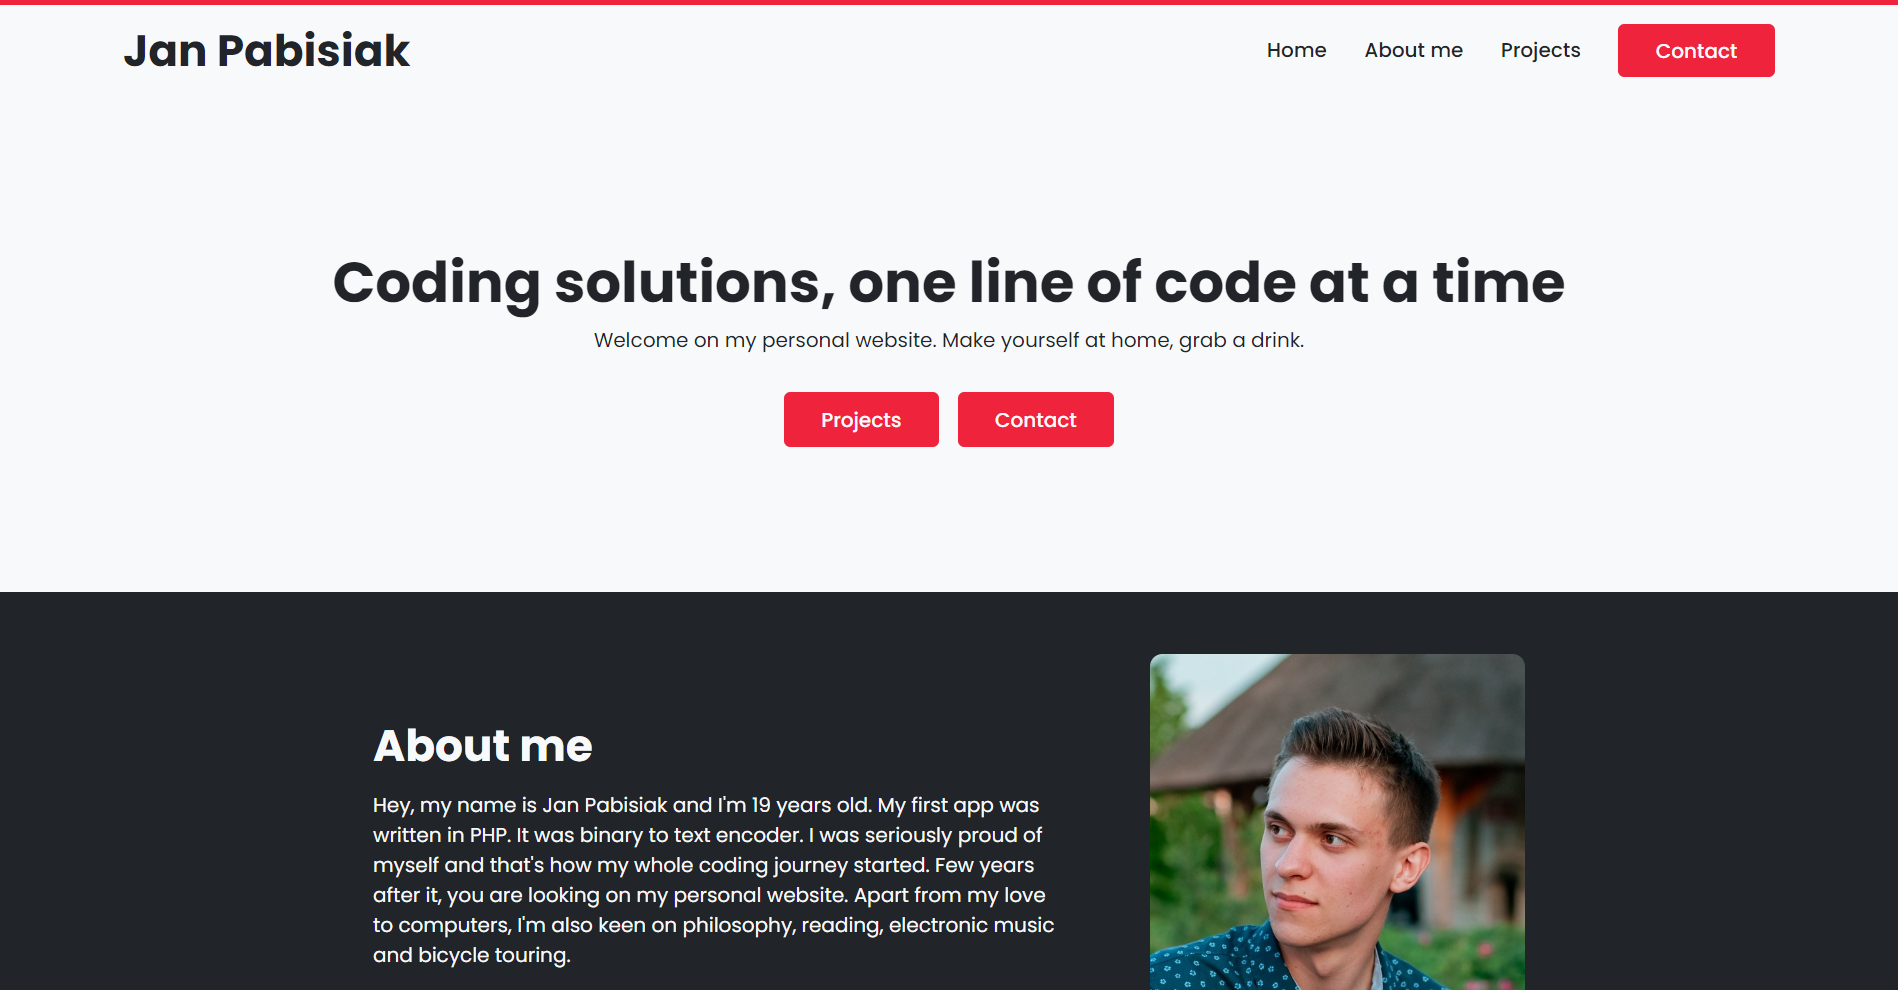 Jan Pabisiak
Home
About me
Projects
Contact
Coding solutions, one line of code at a time
Welcome on my personal website. Make yourself at home, grab a drink.
Projects
Contact
About me
Hey, my name is Jan Pabisiak and I'm 19 years old. My first app was
written in PHP. It was binary to text encoder. I was seriously proud of
myself and that's how my whole coding journey started. Few years
after it, you are looking on my personal website. Apart from my love
to computers, I'm also keen on philosophy, reading, electronic music
and bicycle touring.